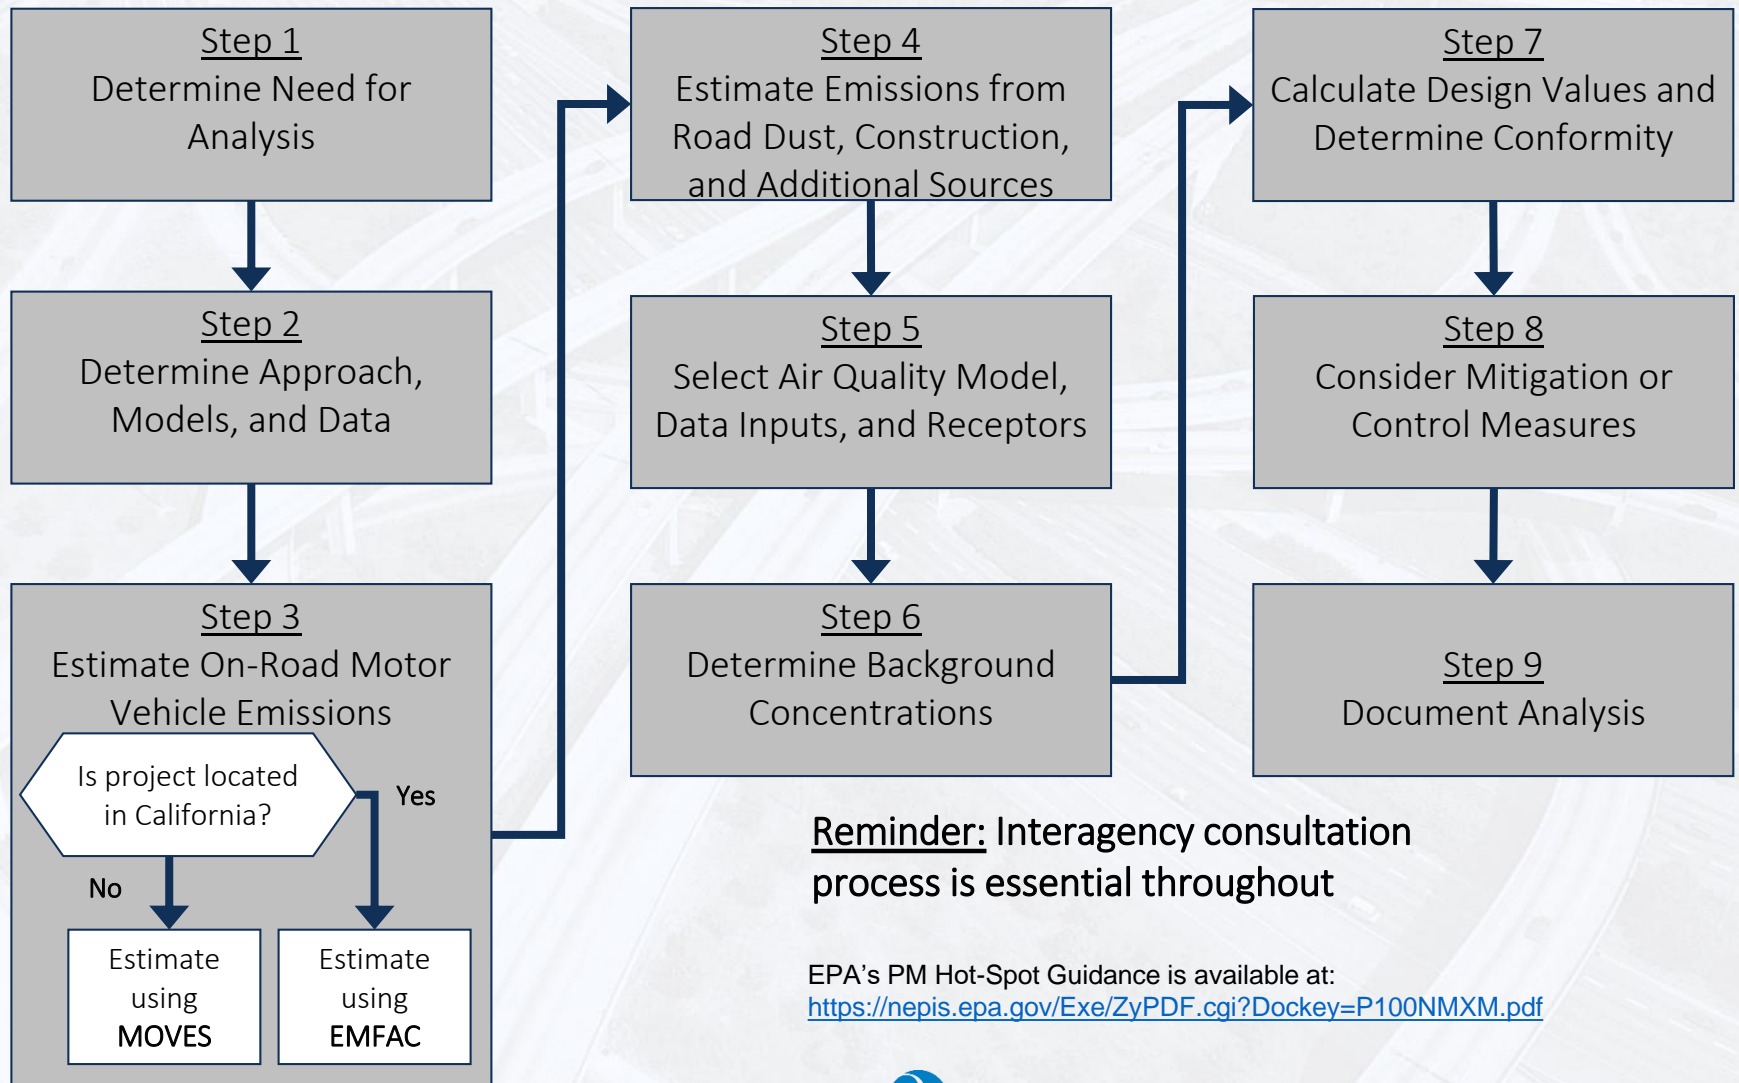 Step 1
Determine Need for
Analysis
Step 2
Determine Approach,
Models, and Data
Step 3
Estimate On-Road Motor
Vehicle Emissions
Is project located
in California?
Yes
No
Estimate
using
MOVES
Estimate
using
EMFAC
Step 4
Estimate Emissions from
Road Dust, Construction,
and Additional Sources
Step 5
Select Air Quality Model,
Data Inputs, and Receptors
Step 6
Determine Background
Concentrations
Step 7
Calculate Design Values and
Determine Conformity
Step 8
Consider Mitigation or
Control Measures
Step 9
Document Analysis
Reminder: Interagency consultation
process is essential throughout
EPA’s PM Hot-Spot Guidance is available at:
https://nepis.epa.gov/Exe/ZyPDF.cgi?Dockey=P100NMXM.pdf